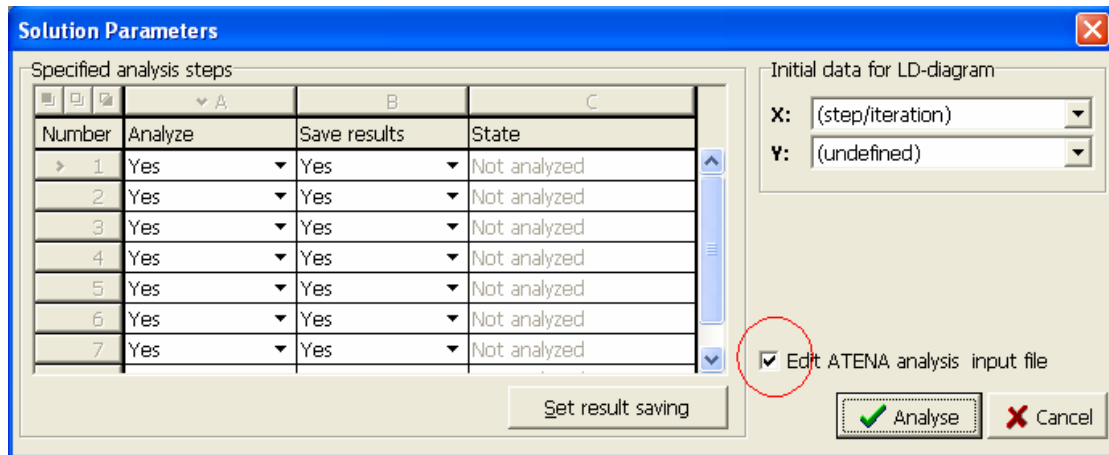 Solution Parameters
Specified analysis steps
A B C
Number Analyze Save results State
1 Yes Yes Not analyzed
2 Yes Yes Not analyzed
3 Yes Yes Not analyzed
4 Yes Yes Not analyzed
5 Yes Yes Not analyzed
6 Yes Yes Not analyzed
7 Yes Yes Not analyzed
Set result saving
Initial data for LD-diagram
X: (step/iteration)
Y: (undefined)
Edit ATENA analysis input file
Analyse Cancel